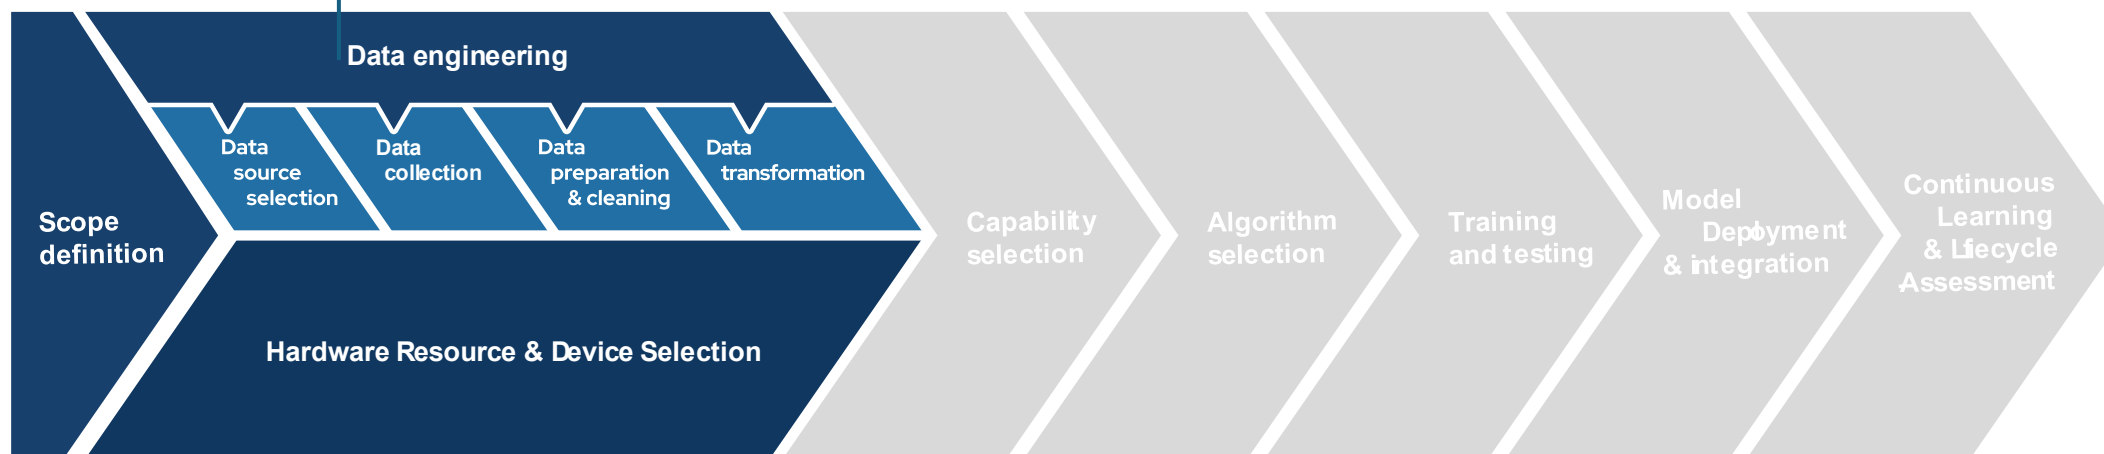 Data engineering
Data
source
selection
Data
collection
Data
preparation
& cleaning
Data
transformation
Scope
definition
Hardware Resource & Device Selection
Capability
selection
Algorithm
selection
Training
and testing
Model
Deployment
& integration
Continuous
Learning
& Lifecycle
Assessment